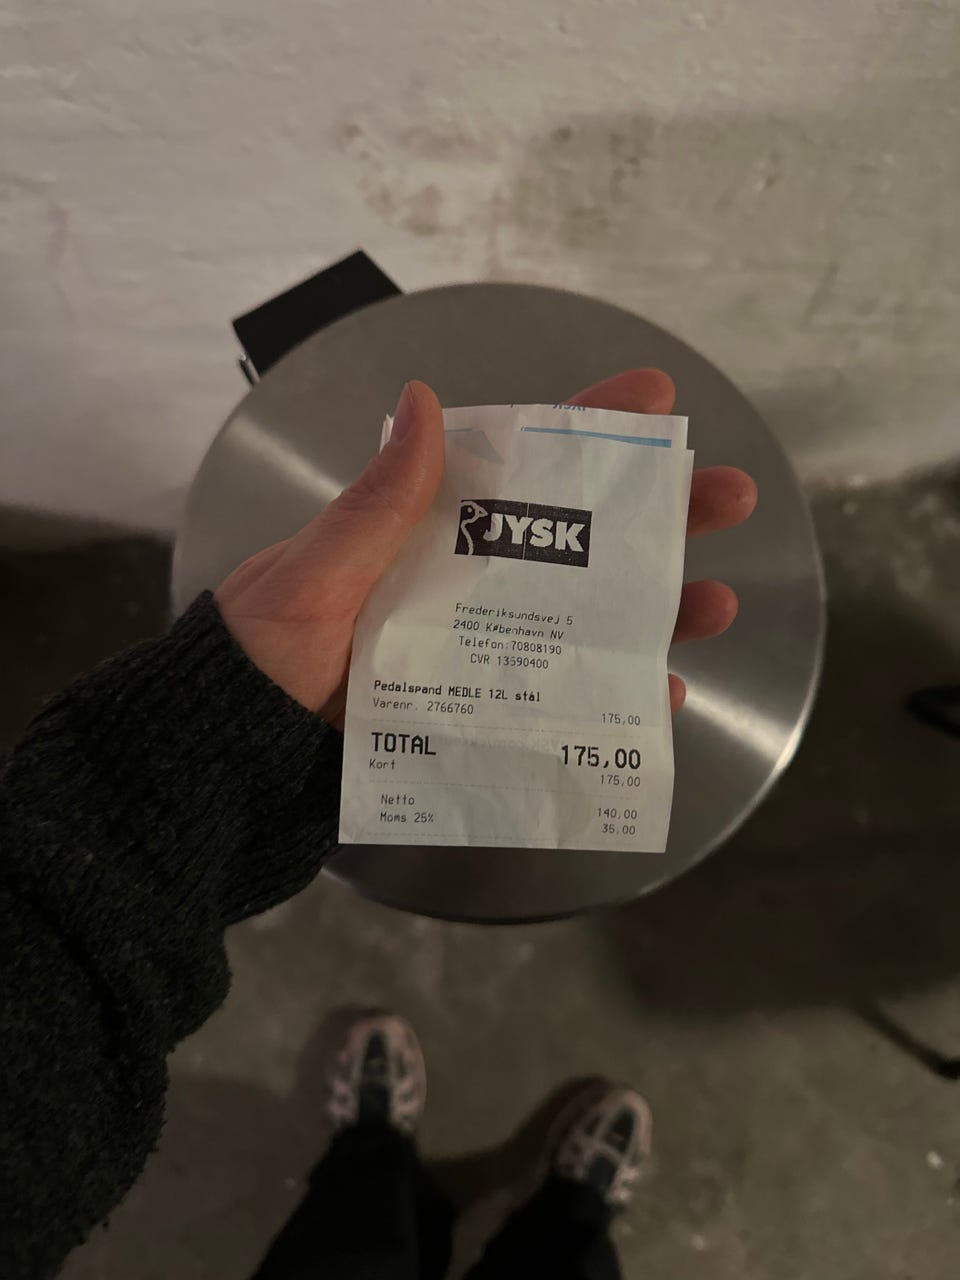 JYSK
JYSK
Frederiksundsvej 5
2400 København NV
Telefon:70808190
CVR 13590400
Pedalspand MEDLE 12L stål
Varenr. 2766760
175,00
TOTAL 175,00
Kort 175,00
Netto 140,00
Moms 25% 35,00